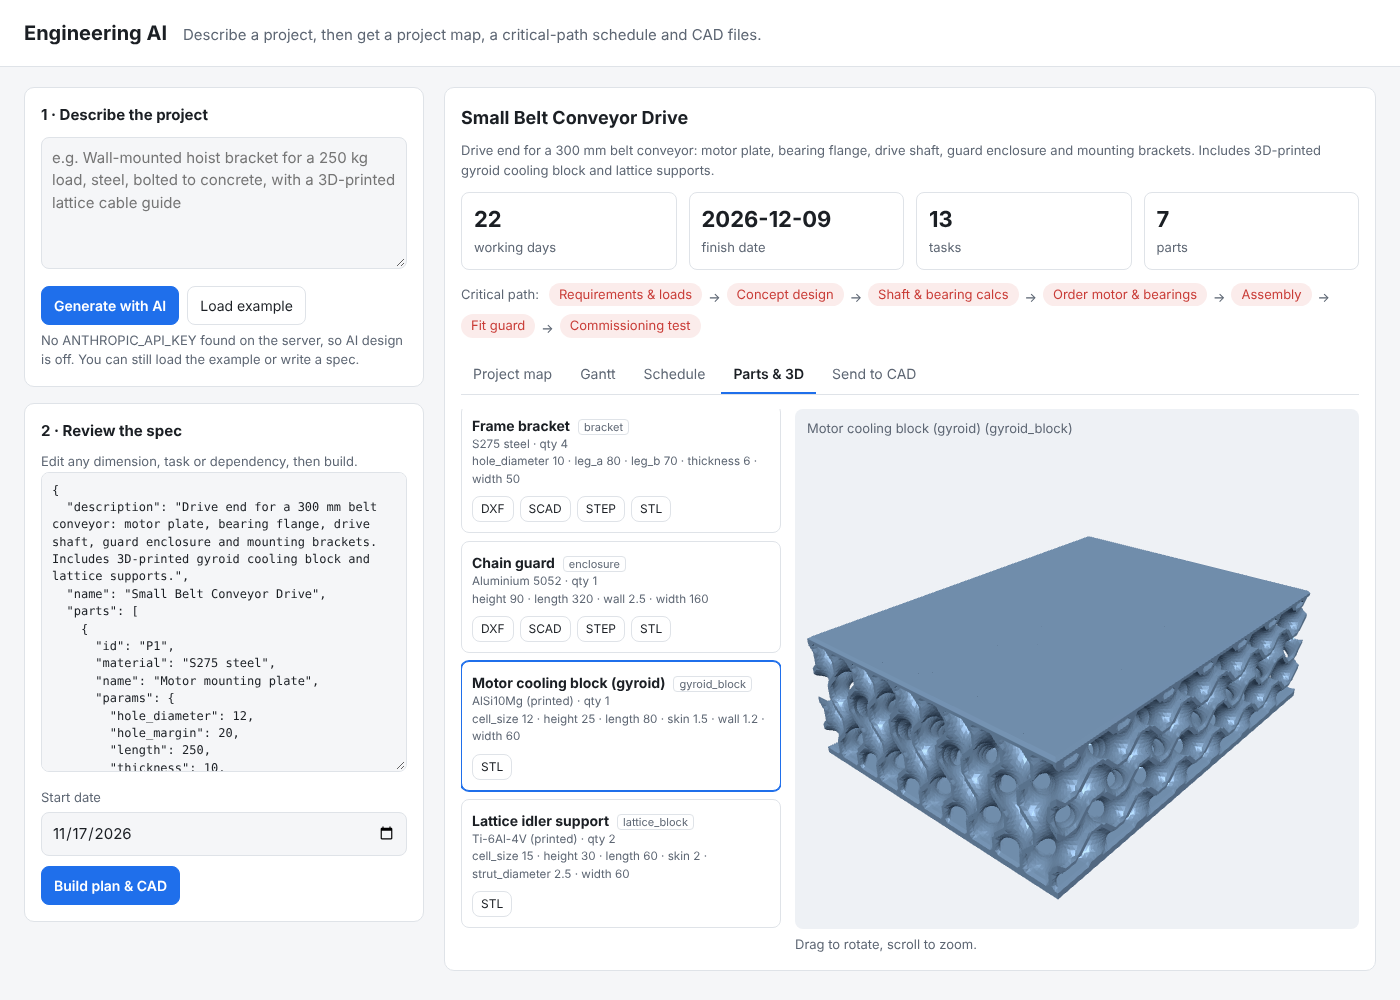 Engineering AI
Describe a project, then get a project map, a critical-path schedule and CAD files.
1 · Describe the project
e.g. Wall-mounted hoist bracket for a 250 kg
load, steel, bolted to concrete, with a 3D-printed
lattice cable guide
Generate with AI
Load example
No ANTHROPIC_API_KEY found on the server, so AI design
is off. You can still load the example or write a spec.
2 · Review the spec
Edit any dimension, task or dependency, then build.
{
"description": "Drive end for a 300 mm belt
conveyor: motor plate, bearing flange, drive
shaft, guard enclosure and mounting brackets.
Includes 3D-printed gyroid cooling block and
lattice supports.",
"name": "Small Belt Conveyor Drive",
"parts": [
{
"id": "P1",
"material": "S275 steel",
"name": "Motor mounting plate",
"params": {
"hole_diameter": 12,
"hole_margin": 20,
"length": 250,
"thickness": 10,
Start date
11/17/2026
Build plan & CAD
Small Belt Conveyor Drive
Drive end for a 300 mm belt conveyor: motor plate, bearing flange, drive shaft, guard enclosure and mounting brackets. Includes 3D-printed
gyroid cooling block and lattice supports.
22
working days
2026-12-09
finish date
13
tasks
7
parts
Critical path: Requirements & loads → Concept design → Shaft & bearing calcs → Order motor & bearings → Assembly →
Fit guard → Commissioning test
Project map
Gantt
Schedule
Parts & 3D
Send to CAD
Frame bracket bracket
S275 steel · qty 4
hole_diameter 10 · leg_a 80 · leg_b 70 · thickness 6 ·
width 50
DXF SCAD STEP STL
Chain guard enclosure
Aluminium 5052 · qty 1
height 90 · length 320 · wall 2.5 · width 160
DXF SCAD STEP STL
Motor cooling block (gyroid) gyroid_block
AlSi10Mg (printed) · qty 1
cell_size 12 · height 25 · length 80 · skin 1.5 · wall 1.2 ·
width 60
STL
Lattice idler support lattice_block
Ti-6Al-4V (printed) · qty 2
cell_size 15 · height 30 · length 60 · skin 2 ·
strut_diameter 2.5 · width 60
STL
Motor cooling block (gyroid) (gyroid_block)
Drag to rotate, scroll to zoom.